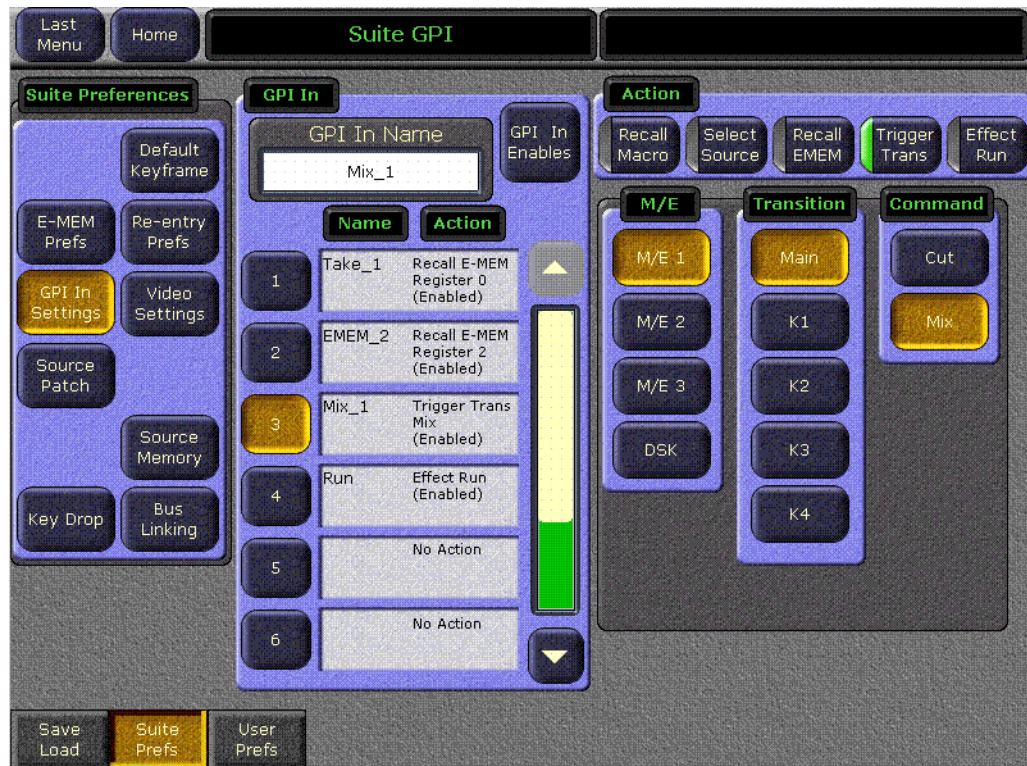 Last
Menu
Home
Suite GPI
Suite Preferences
Default
Keyframe
E-MEM
Prefs
Re-entry
Prefs
GPI In
Settings
Video
Settings
Source
Patch
Source
Memory
Key Drop
Bus
Linking
GPI In
GPI In Name
Mix_1
GPI In
Enables
Name
Action
1
Take_1
Recall E-MEM
Register 0
(Enabled)
2
EMEM_2
Recall E-MEM
Register 2
(Enabled)
3
Mix_1
Trigger Trans
Mix
(Enabled)
4
Run
Effect Run
(Enabled)
5
No Action
6
No Action
Action
Recall
Macro
Select
Source
Recall
EMEM
Trigger
Trans
Effect
Run
M/E
M/E 1
M/E 2
M/E 3
DSK
Transition
Main
K1
K2
K3
K4
Command
Cut
Mix
Save
Load
Suite
Prefs
User
Prefs